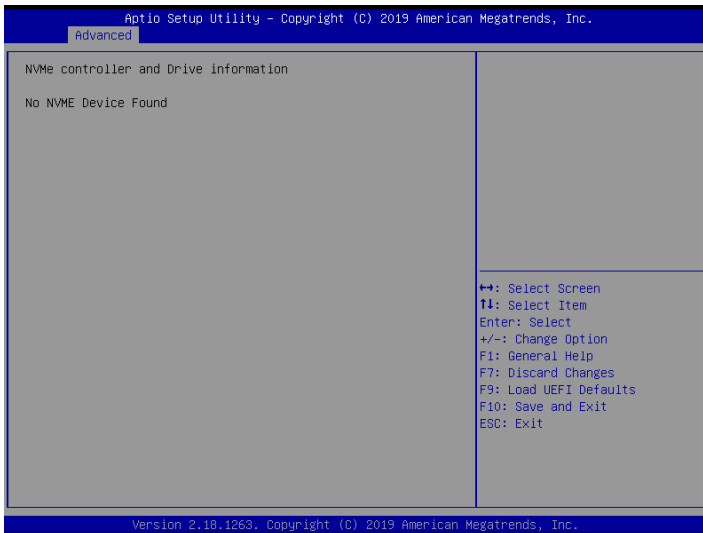 Aptio Setup Utility – Copyright (C) 2019 American Megatrends, Inc.
Advanced
NVMe controller and Drive information
No NVME Device Found
↔: Select Screen
↑↓: Select Item
Enter: Select
+/-: Change Option
F1: General Help
F7: Discard Changes
F9: Load UEFI Defaults
F10: Save and Exit
ESC: Exit
Version 2.18.1263. Copyright (C) 2019 American Megatrends, Inc.